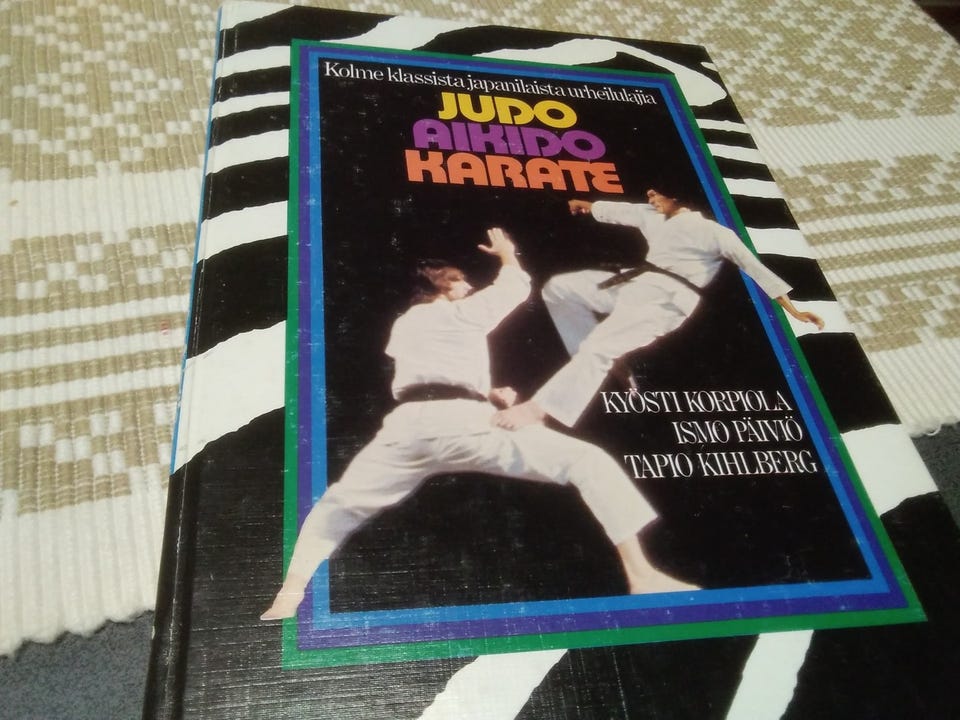 Kolme klassista japanilaista urheilulajia
JUDO
AIKIDO
KARATE
KYÖSTI KORPIOLA
ISMO PÄIVIÖ
TAPIO KIHLBERG